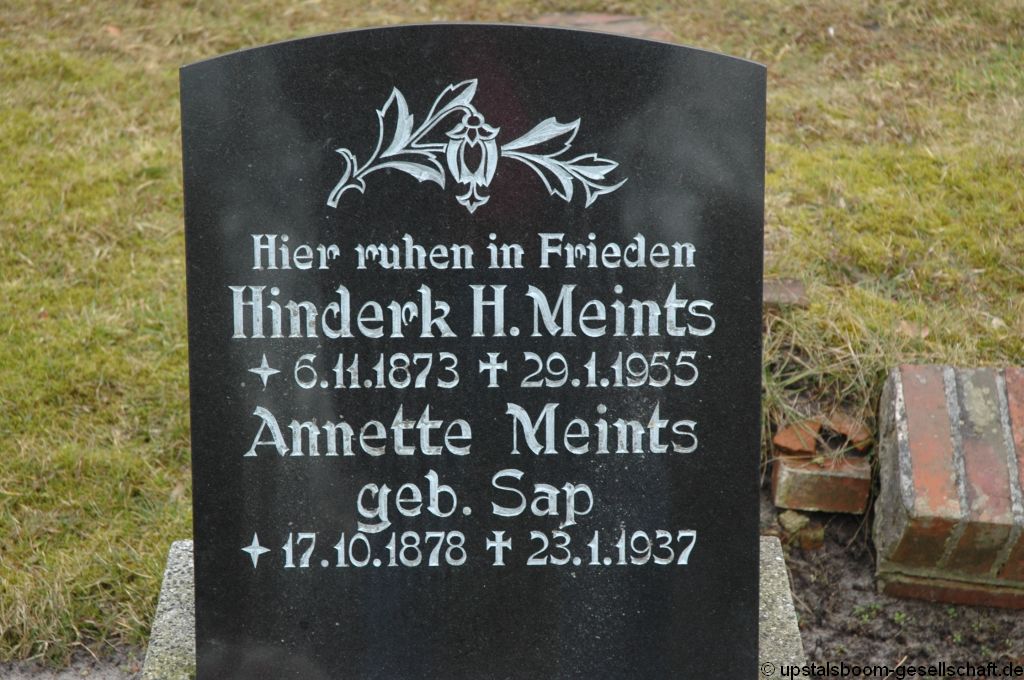 Hier ruhen in Frieden
Hinderk H. Meints
6.11.1873 29.1.1955
Annette Meints
geb. Sap
17.10.1878 23.1.1937
© upstalsboom-gesellschaft.de